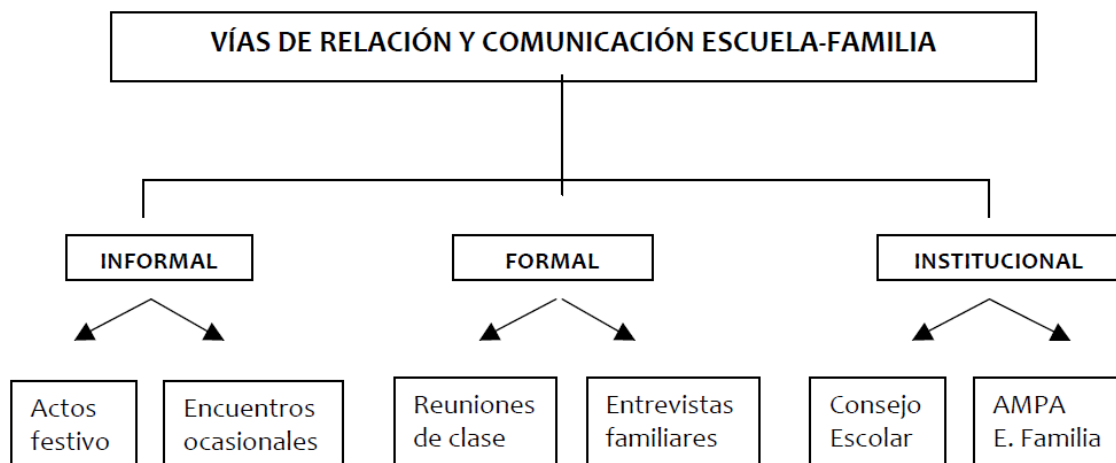 VÍAS DE RELACIÓN Y COMUNICACIÓN ESCUELA-FAMILIA
INFORMAL
FORMAL
INSTITUCIONAL
Actos
festivo
Encuentros
ocasionales
Reuniones
de clase
Entrevistas
familiares
Consejo
Escolar
AMPA
E. Familia